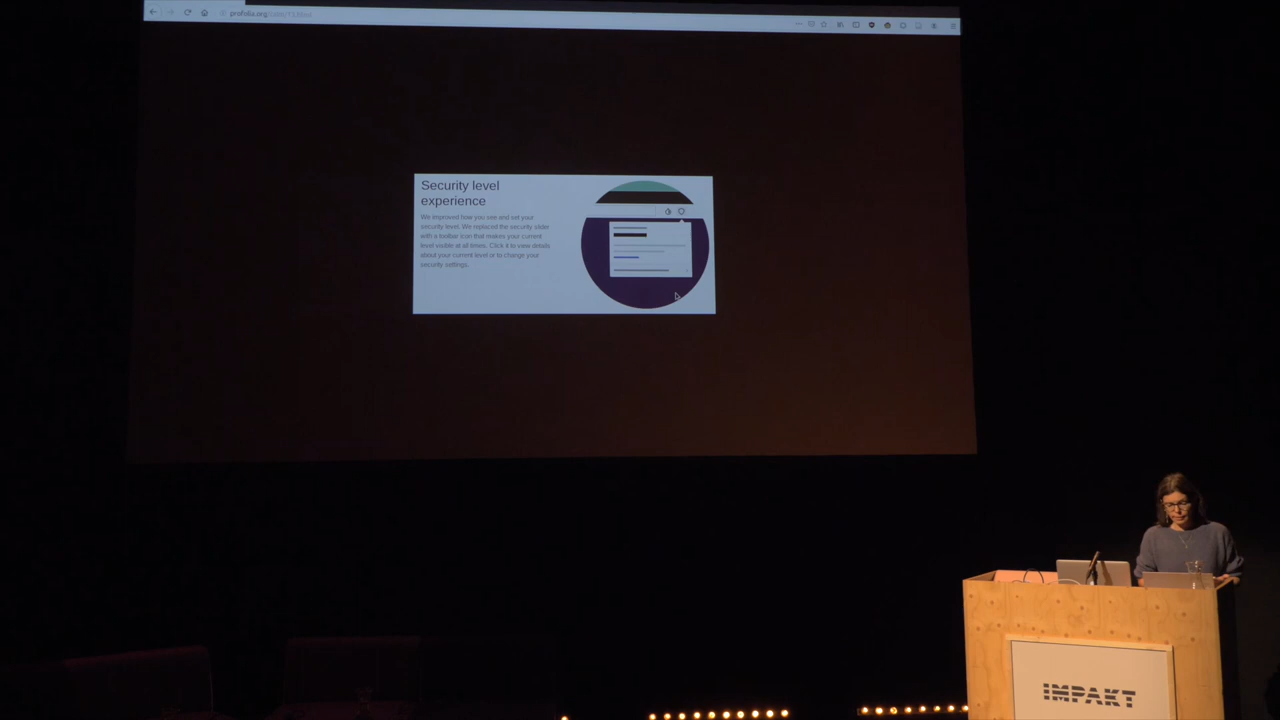 profolia.org
Security level
experience
We improved how you see and set your
security level. We replaced the security slider
with a toolbar icon that makes your current
level visible at all times. Click it to view details
about your current level or to change your
security settings.
IMPAKT